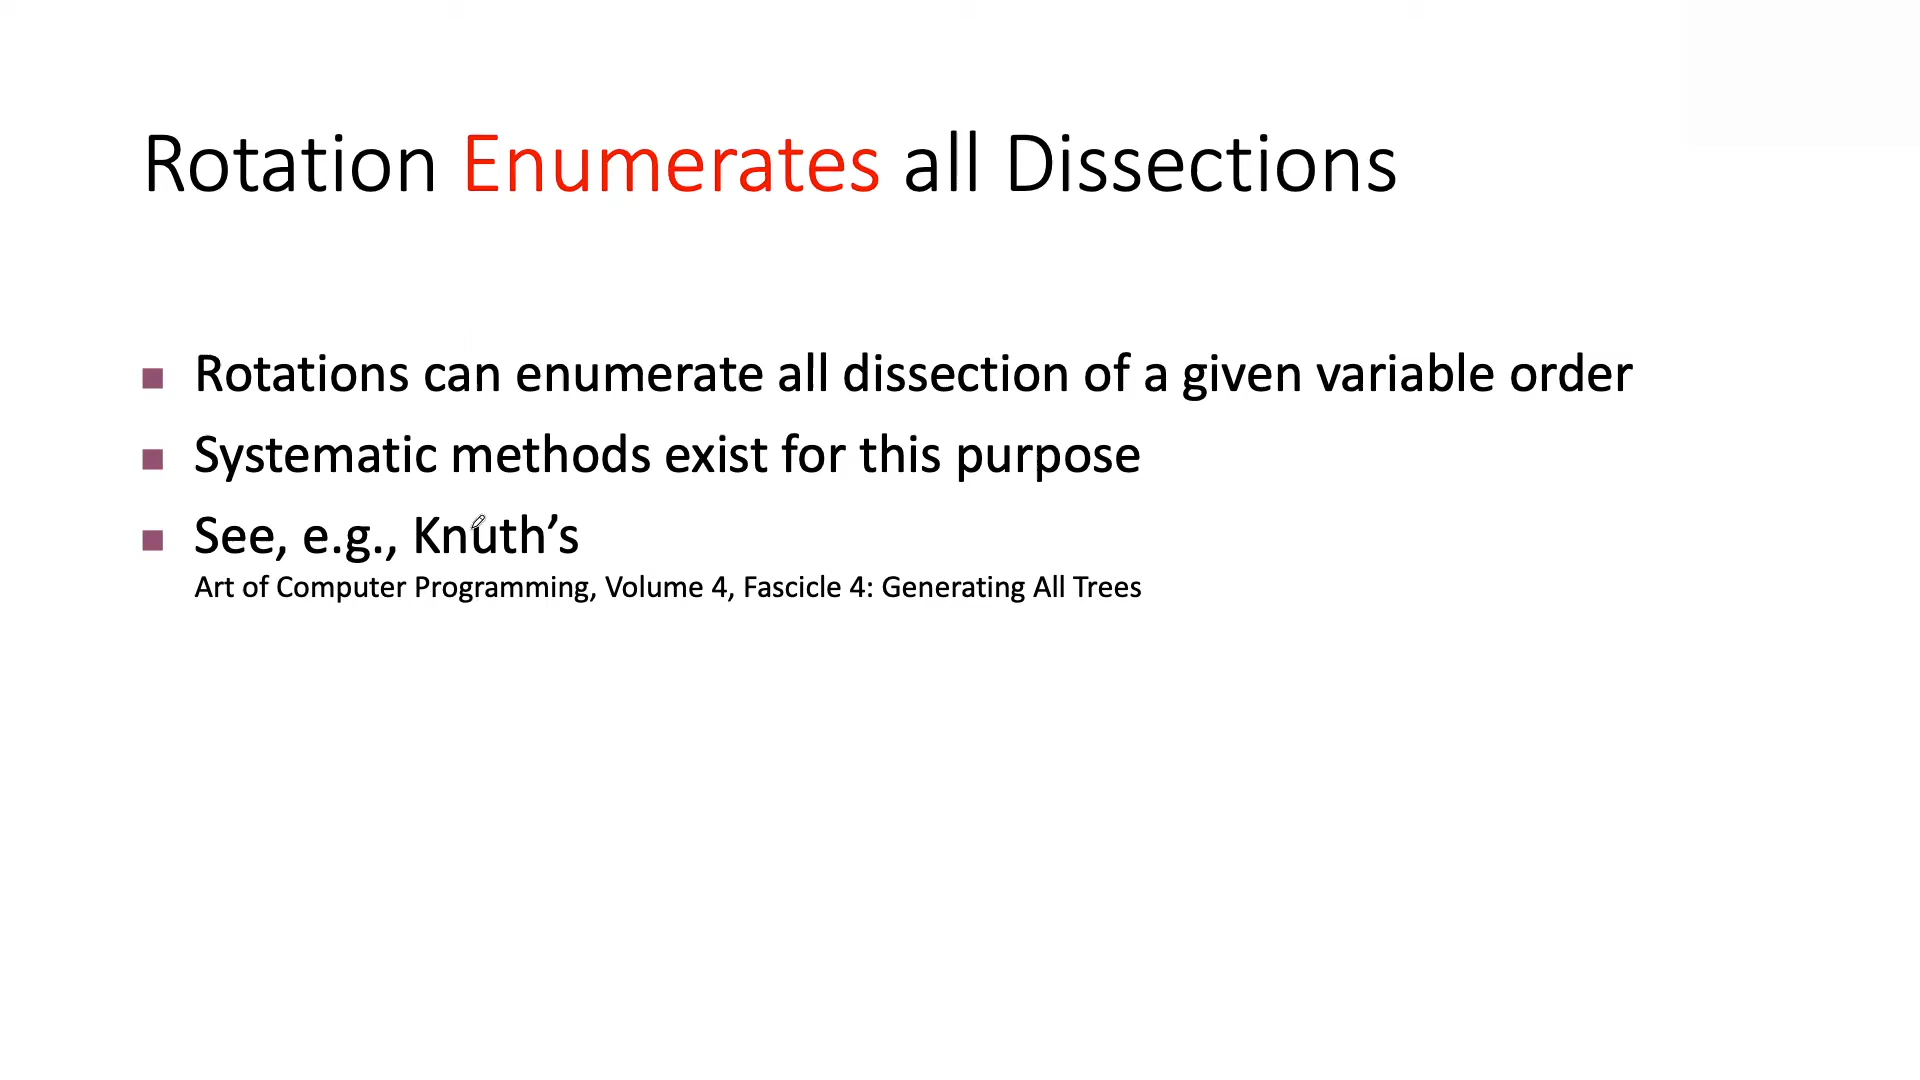 Rotation Enumerates all Dissections
Rotations can enumerate all dissection of a given variable order
Systematic methods exist for this purpose
See, e.g., Knuth’s
Art of Computer Programming, Volume 4, Fascicle 4: Generating All Trees